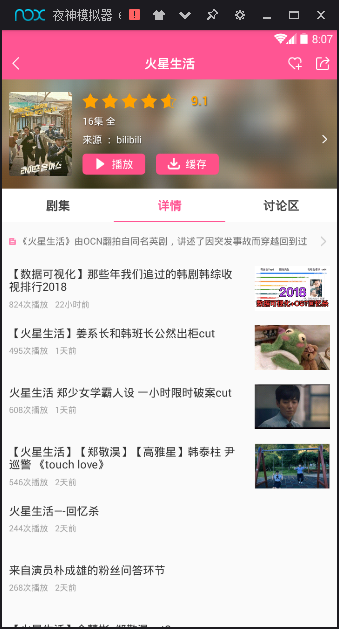 nox 夜神模拟器 6
8:07
火星生活
9.1
16集 全
来源 : bilibili
播放
缓存
라이프 온 마스
剧集
详情
讨论区
《火星生活》由OCN翻拍自同名英剧，讲述了因突发事故而穿越回到过
【数据可视化】那些年我们追过的韩剧韩综收
视排行2018
824次播放 22小时前
2018
【火星生活】姜系长和韩班长公然出柜cut
495次播放 1天前
火星生活 郑少女学霸人设 一小时限时破案cut
608次播放 1天前
【火星生活】【郑敬淏】【高雅星】韩泰柱 尹
巡警 《touch love》
546次播放 2天前
火星生活---回忆杀
244次播放 2天前
来自演员朴成雄的粉丝问答环节
268次播放 2天前